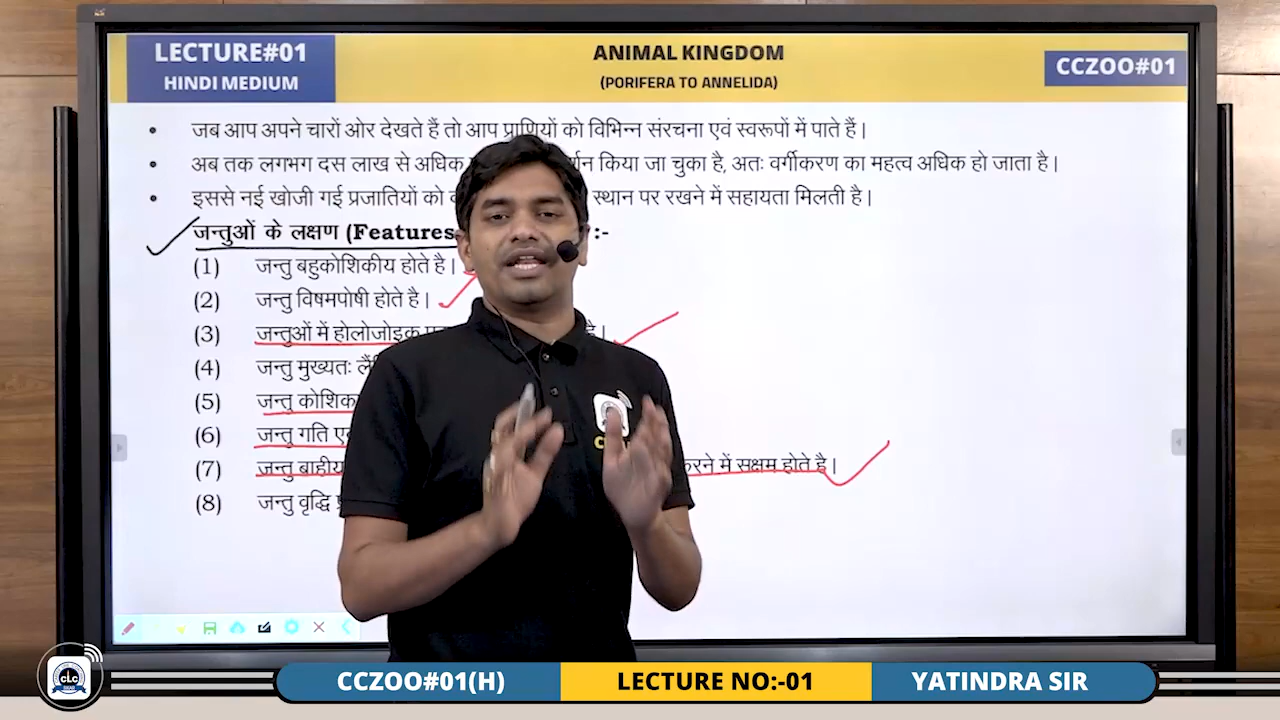 LECTURE#01
HINDI MEDIUM
ANIMAL KINGDOM
(PORIFERA TO ANNELIDA)
CCZOO#01
• जब आप अपने चारों ओर देखते हैं तो आप प्राणियों को विभिन्न संरचना एवं स्वरूपों में पाते हैं।
• अब तक लगभग दस लाख से अधिक किया जा चुका है, अतः वर्गीकरण का महत्व अधिक हो जाता है।
• इससे नई खोजी गई प्रजातियों को स्थान पर रखने में सहायता मिलती है।
जन्तुओं के लक्षण (Features :-
(1) जन्तु बहुकोशिकीय होते है।
(2) जन्तु विषमपोषी होते है।
(3) जन्तुओं में होलोजोइक है।
(4) जन्तु मुख्यतः
(5) जन्तु
(6) जन्तु गति
(7) जन्तु बाहीय करने में सक्षम होते है।
(8) जन्तु वृद्धि
CLC
SIKAR
CCZOO#01(H)
LECTURE NO:-01
YATINDRA SIR